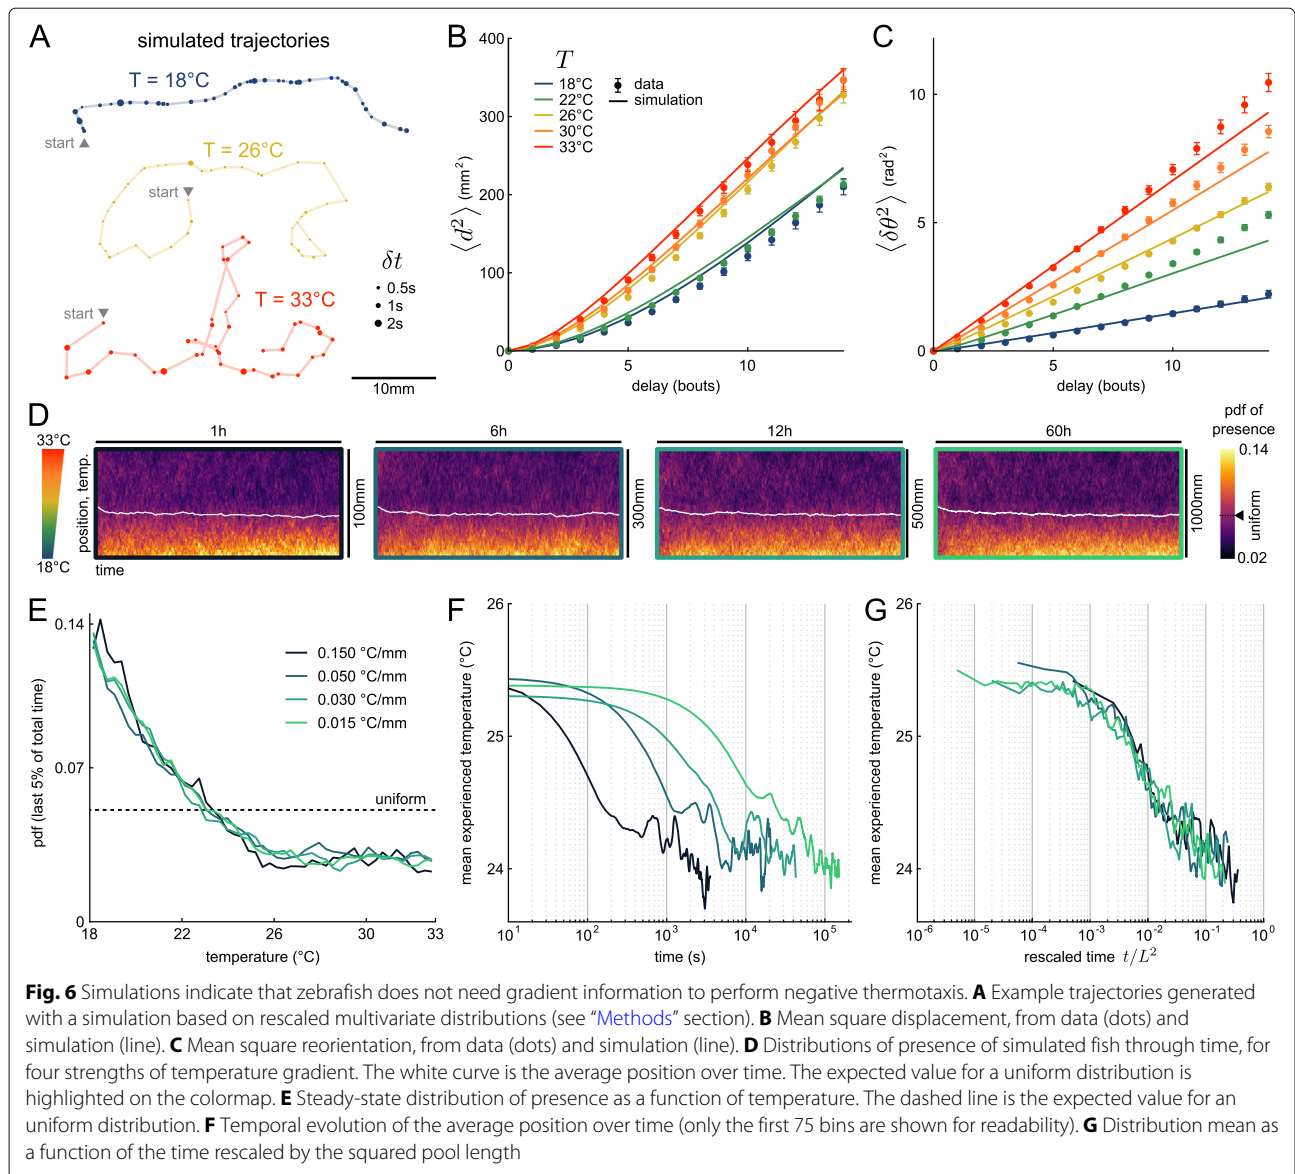 A
simulated trajectories
T = 18°C
start
T = 26°C
start
T = 33°C
start
δt
0.5s
1s
2s
10mm
B
400
300
200
100
0
⟨d²⟩ (mm²)
T
18°C
22°C
26°C
30°C
33°C
data
simulation
0 5 10
delay (bouts)
C
10
5
0
⟨δθ²⟩ (rad²)
0 5 10
delay (bouts)
D
33°C
18°C
position, temp.
time
1h
100mm
6h
300mm
12h
500mm
60h
1000mm
pdf of
presence
0.14
uniform
0.02
E
0.14
0.07
0
pdf (last 5% of total time)
0.150 °C/mm
0.050 °C/mm
0.030 °C/mm
0.015 °C/mm
uniform
18 22 26 30 33
temperature (°C)
F
26
25
24
mean experienced temperature (°C)
10¹ 10² 10³ 10⁴ 10⁵
time (s)
G
26
25
24
mean experienced temperature (°C)
10⁻⁶ 10⁻⁵ 10⁻⁴ 10⁻³ 10⁻² 10⁻¹ 10⁰
rescaled time t/L²
Fig. 6 Simulations indicate that zebrafish does not need gradient information to perform negative thermotaxis. A Example trajectories generated
with a simulation based on rescaled multivariate distributions (see “Methods” section). B Mean square displacement, from data (dots) and
simulation (line). C Mean square reorientation, from data (dots) and simulation (line). D Distributions of presence of simulated fish through time, for
four strengths of temperature gradient. The white curve is the average position over time. The expected value for a uniform distribution is
highlighted on the colormap. E Steady-state distribution of presence as a function of temperature. The dashed line is the expected value for an
uniform distribution. F Temporal evolution of the average position over time (only the first 75 bins are shown for readability). G Distribution mean as
a function of the time rescaled by the squared pool length